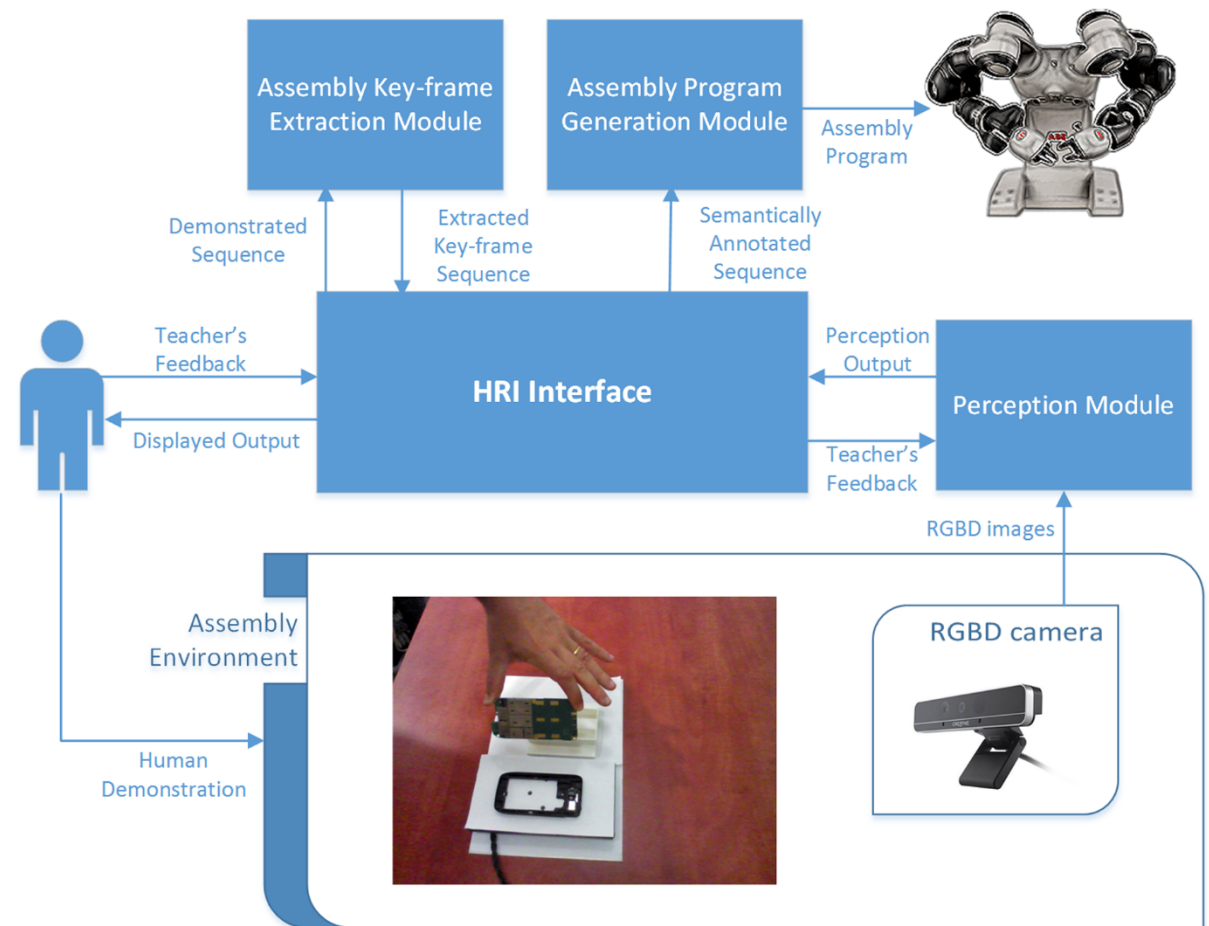 Assembly Key-frame
Extraction Module
Assembly Program
Generation Module
Assembly
Program
ABB
Demonstrated
Sequence
Extracted
Key-frame
Sequence
Semantically
Annotated
Sequence
Teacher's
Feedback
HRI Interface
Perception
Output
Perception Module
Displayed Output
Teacher's
Feedback
RGBD images
Assembly
Environment
RGBD camera
Human
Demonstration